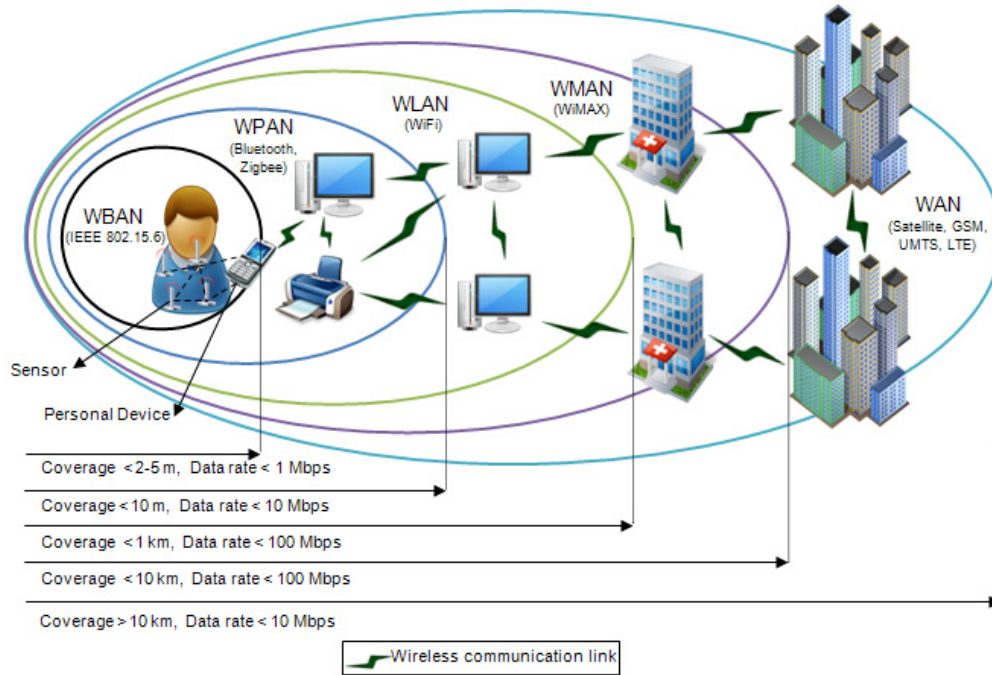 WMAN
(WiMAX)
WLAN
(WiFi)
WPAN
(Bluetooth,
Zigbee)
WBAN
(IEEE 802.15.6)
WAN
(Satellite, GSM,
UMTS, LTE)
Sensor
Personal Device
Coverage <2-5 m, Data rate < 1 Mbps
Coverage <10 m, Data rate < 10 Mbps
Coverage <1 km, Data rate <100 Mbps
Coverage <10 km, Data rate <100 Mbps
Coverage >10 km, Data rate <10 Mbps
Wireless communication link